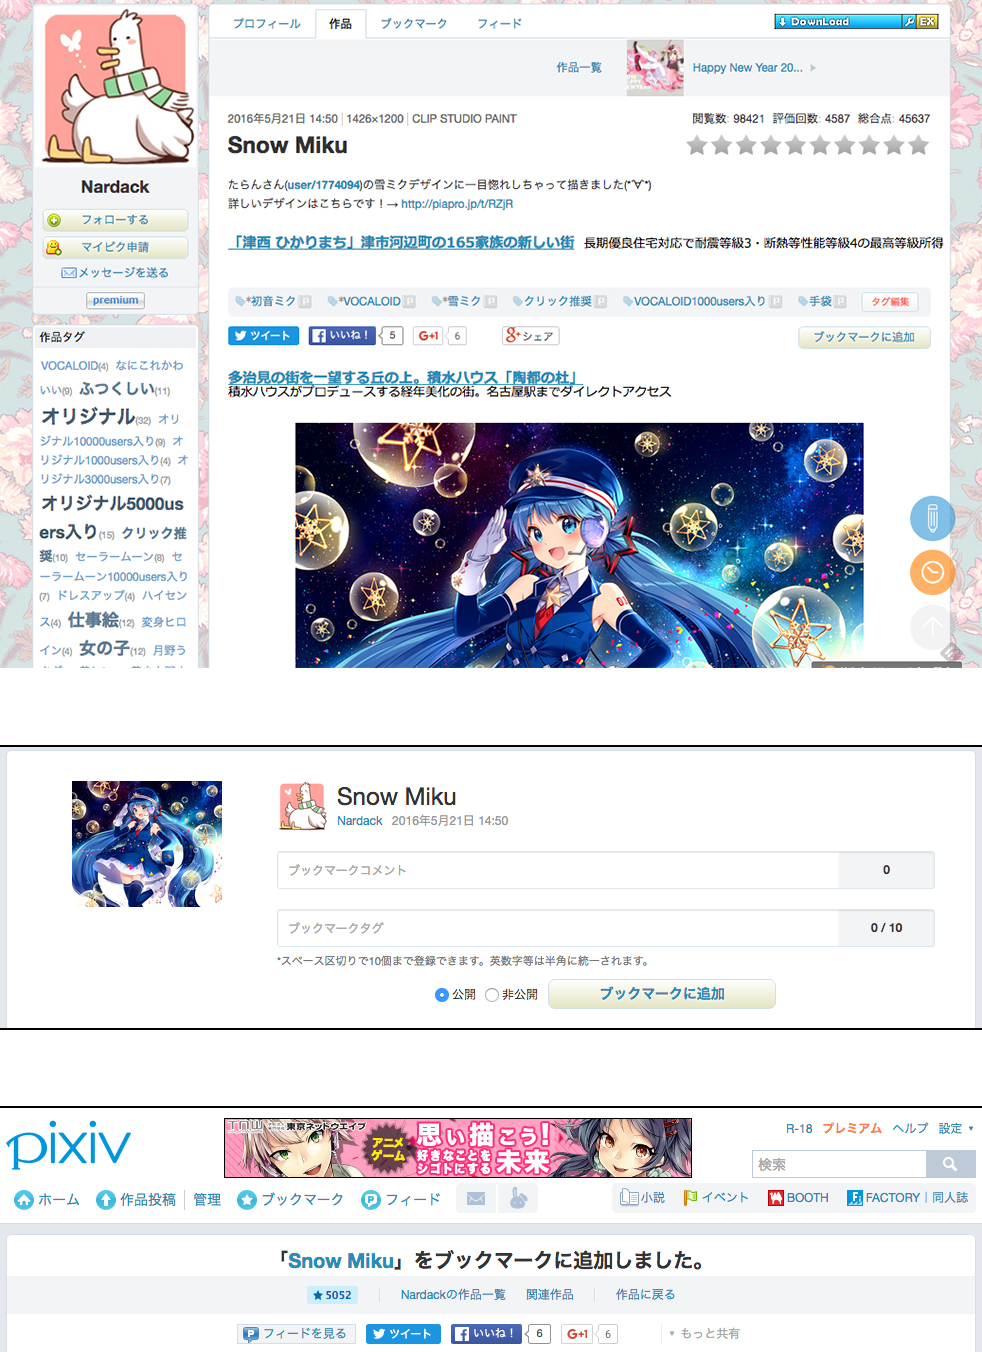 プロフィール 作品 ブックマーク フィード DownLoad EX
作品一覧 Happy New Year 20...
2016年5月21日 14:50 1426×1200 CLIP STUDIO PAINT 閲覧数: 98421 評価回数: 4587 総合点: 45637
Snow Miku
たらんさん(user/1774094)の雪ミクデザインに一目惚れしちゃって描きました(*'∀'*)
詳しいデザインはこちらです！→ http://piapro.jp/t/RZjR
「津西 ひかりまち」津市河辺町の165家族の新しい街 長期優良住宅対応で耐震等級3・断熱等性能等級4の最高等級所得
*初音ミク P *VOCALOID P *雪ミク P クリック推奨 P VOCALOID1000users入り P 手袋 P タグ編集
ツイート いいね！ 5 G+1 6 g+ シェア ブックマークに追加
多治見の街を一望する丘の上。積水ハウス「陶都の杜」
積水ハウスがプロデュースする経年美化の街。名古屋駅までダイレクトアクセス
Nardack
フォローする
マイピク申請
メッセージを送る
premium
作品タグ
VOCALOID(4) なにこれかわ
いい(9) ふつくしい(11)
オリジナル(32) オリ
ジナル10000users入り(9) オ
リジナル1000users入り(4) オ
リジナル3000users入り(7)
オリジナル5000us
ers入り(15) クリック推
奨(10) セーラームーン(8) セ
ーラームーン10000users入り
(7) ドレスアップ(4) ハイセン
ス(4) 仕事絵(12) 変身ヒロ
イン(4) 女の子(12) 月野う
Snow Miku
Nardack 2016年5月21日 14:50
ブックマークコメント 0
ブックマークタグ 0 / 10
*スペース区切りで10個まで登録できます。英数字等は半角に統一されます。
公開 非公開 ブックマークに追加
pixiv
TNW 東京ネットウエイブ
アニメ
ゲーム
思い描こう!
好きなことを
シゴトにする
未来
R-18 プレミアム ヘルプ 設定
検索
ホーム 作品投稿 管理 ブックマーク フィード 小説 イベント BOOTH FACTORY 同人誌
「Snow Miku」をブックマークに追加しました。
5052 Nardackの作品一覧 関連作品 作品に戻る
フィードを見る ツイート いいね！ 6 G+1 6 もっと共有